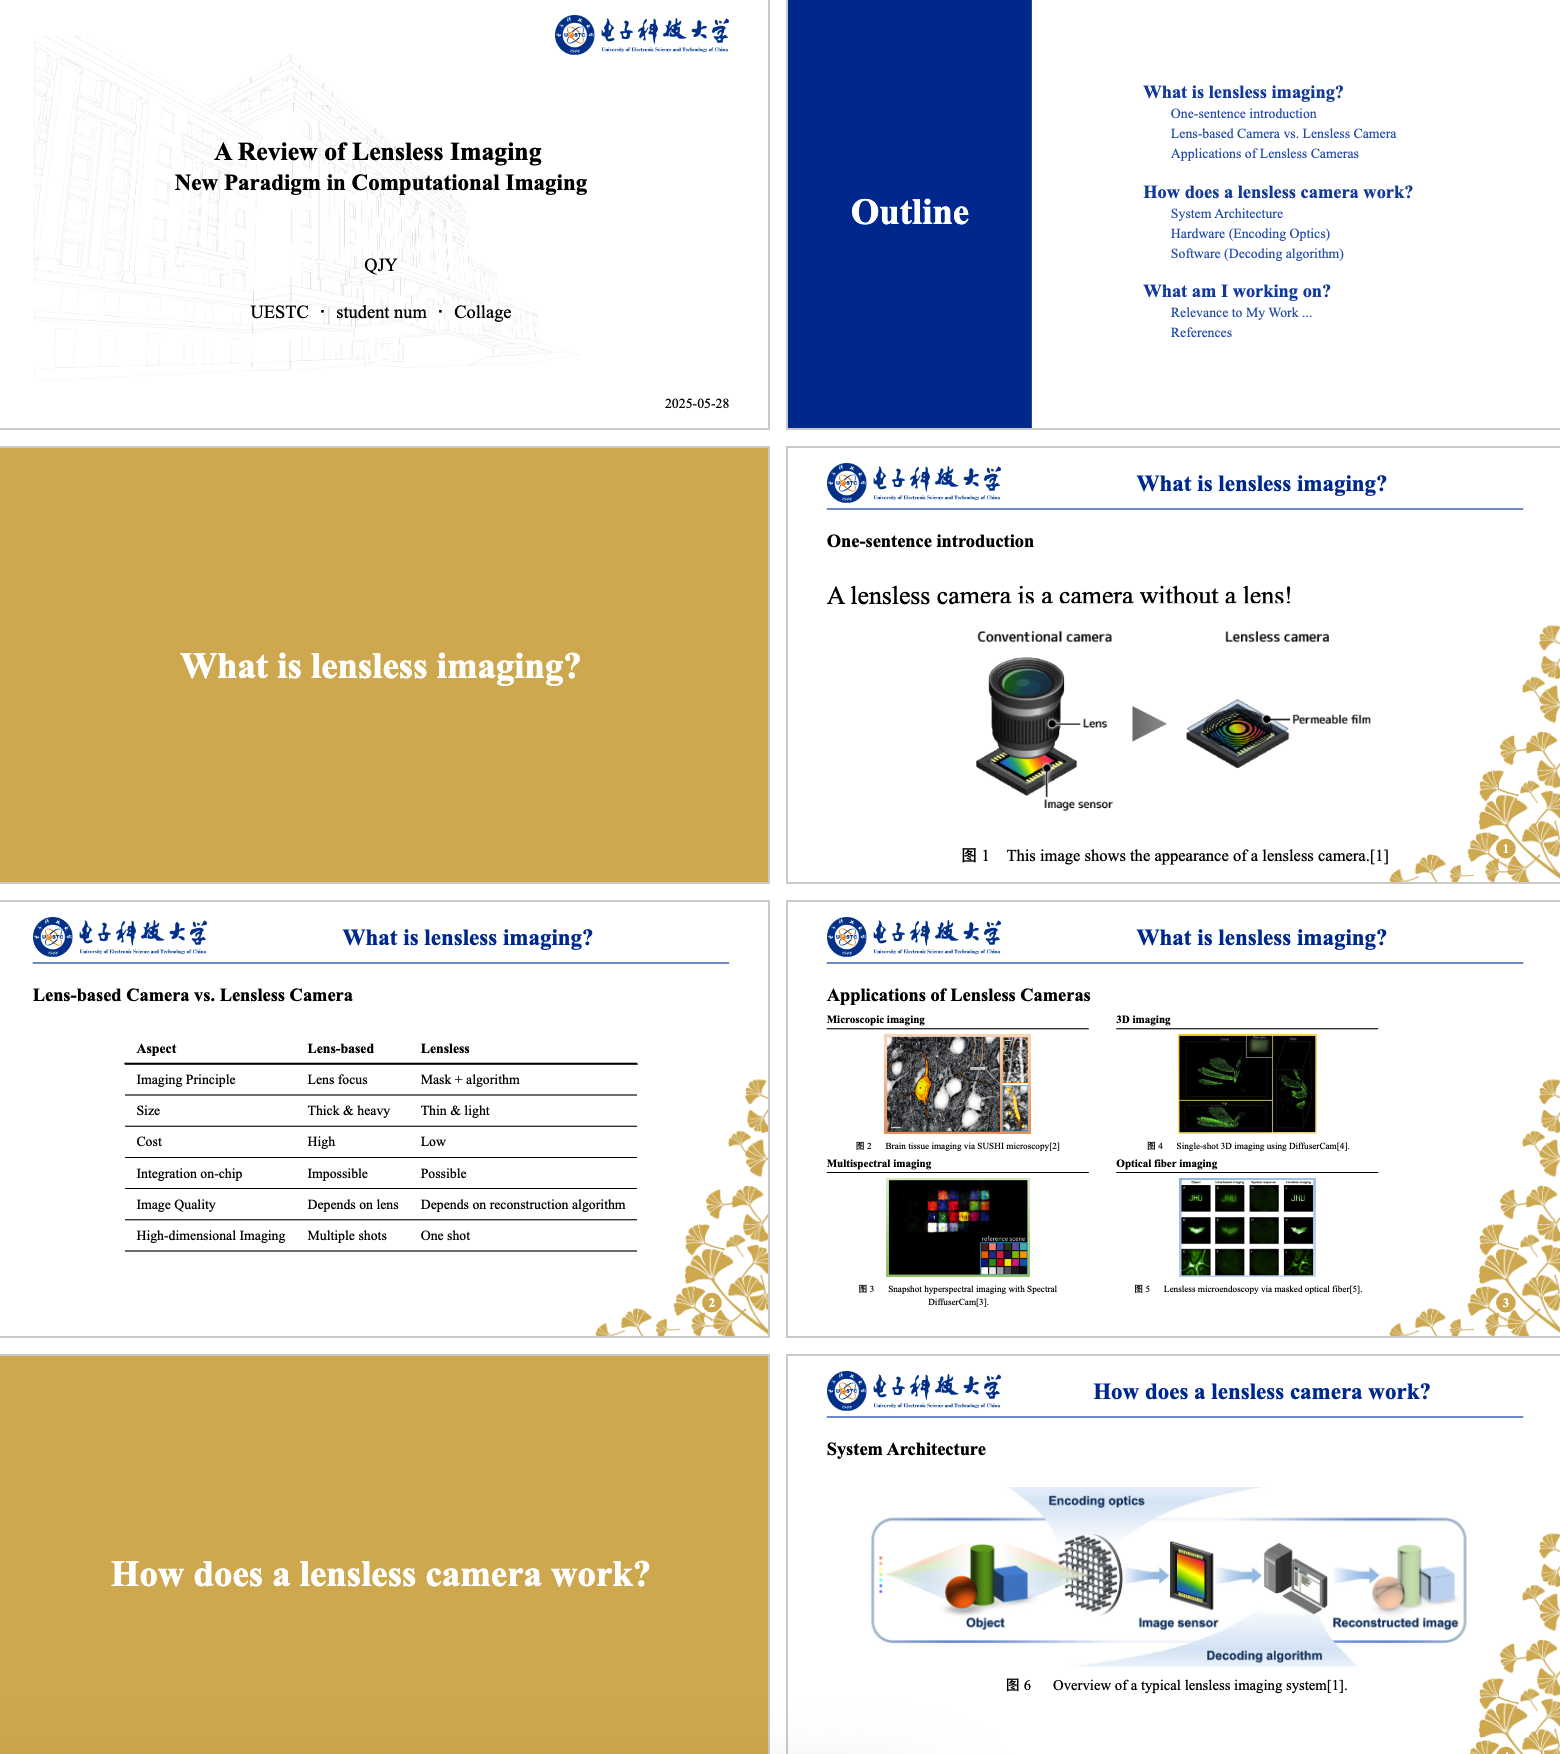 电子科技大学
University of Electronic Science and Technology of China
A Review of Lensless Imaging
New Paradigm in Computational Imaging
QJY
UESTC · student num · Collage
2025-05-28
Outline
What is lensless imaging?
One-sentence introduction
Lens-based Camera vs. Lensless Camera
Applications of Lensless Cameras
How does a lensless camera work?
System Architecture
Hardware (Encoding Optics)
Software (Decoding algorithm)
What am I working on?
Relevance to My Work ...
References
What is lensless imaging?
电子科技大学
University of Electronic Science and Technology of China
What is lensless imaging?
One-sentence introduction
A lensless camera is a camera without a lens!
Conventional camera
Lensless camera
Lens
Permeable film
Image sensor
图 1 This image shows the appearance of a lensless camera.[1]
1
电子科技大学
University of Electronic Science and Technology of China
What is lensless imaging?
Lens-based Camera vs. Lensless Camera
Aspect Lens-based Lensless
Imaging Principle Lens focus Mask + algorithm
Size Thick & heavy Thin & light
Cost High Low
Integration on-chip Impossible Possible
Image Quality Depends on lens Depends on reconstruction algorithm
High-dimensional Imaging Multiple shots One shot
2
电子科技大学
University of Electronic Science and Technology of China
What is lensless imaging?
Applications of Lensless Cameras
Microscopic imaging
图 2 Brain tissue imaging via SUSHI microscopy[2]
3D imaging
图 4 Single-shot 3D imaging using DiffuserCam[4].
Multispectral imaging
reference scene
图 3 Snapshot hyperspectral imaging with Spectral
DiffuserCam[3].
Optical fiber imaging
图 5 Lensless microendoscopy via masked optical fiber[5].
3
How does a lensless camera work?
电子科技大学
University of Electronic Science and Technology of China
How does a lensless camera work?
System Architecture
Encoding optics
Object
Image sensor
Reconstructed image
Decoding algorithm
图 6 Overview of a typical lensless imaging system[1].